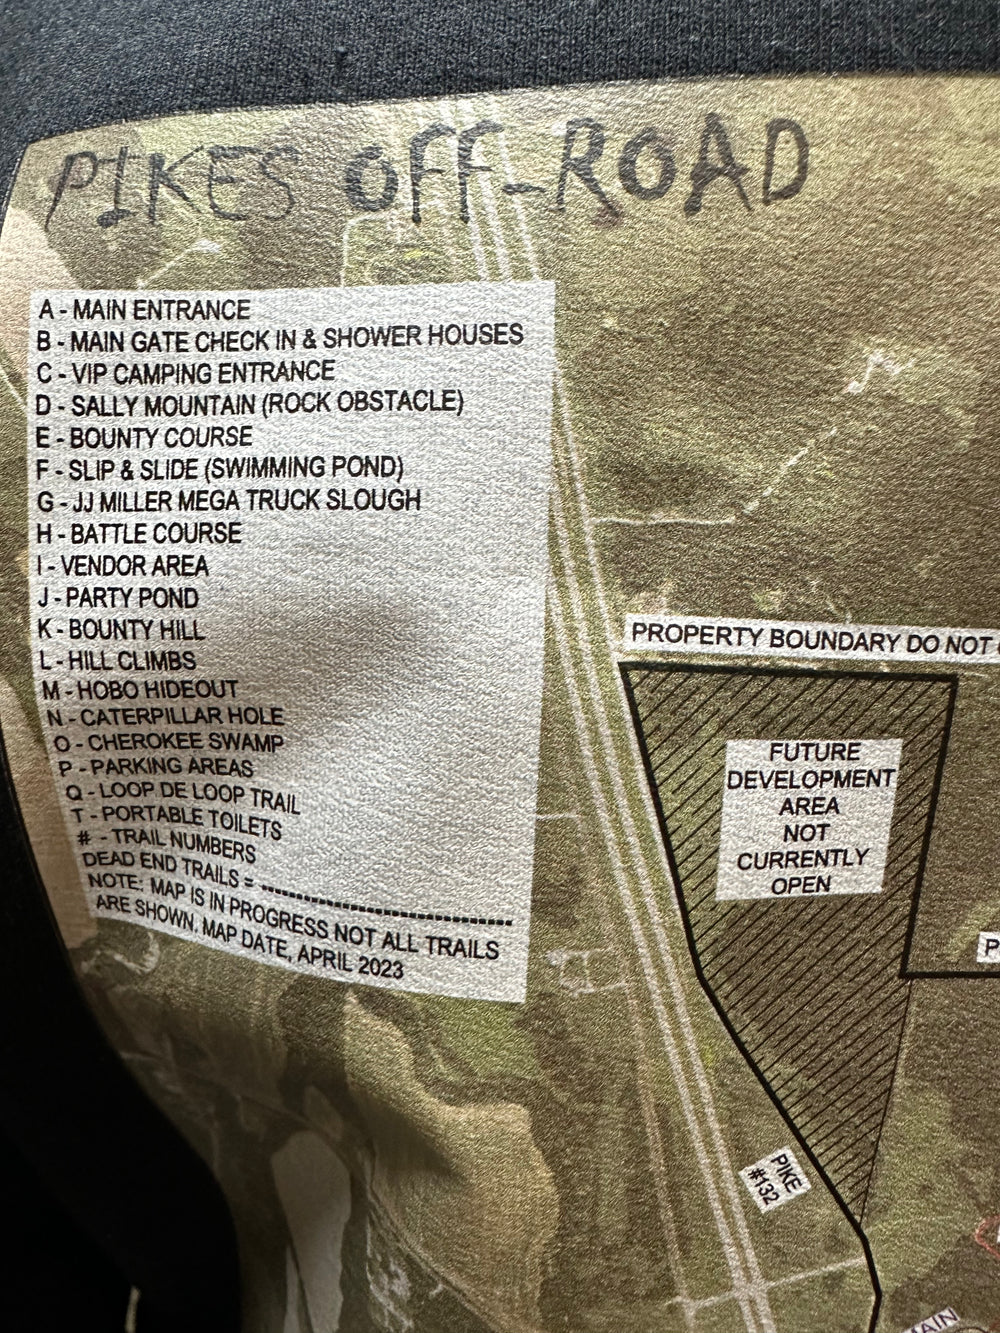 PIKES OFF-ROAD
A - MAIN ENTRANCE
B - MAIN GATE CHECK IN & SHOWER HOUSES
C - VIP CAMPING ENTRANCE
D - SALLY MOUNTAIN (ROCK OBSTACLE)
E - BOUNTY COURSE
F - SLIP & SLIDE (SWIMMING POND)
G - JJ MILLER MEGA TRUCK SLOUGH
H - BATTLE COURSE
I - VENDOR AREA
J - PARTY POND
K - BOUNTY HILL
L - HILL CLIMBS
M - HOBO HIDEOUT
N - CATERPILLAR HOLE
O - CHEROKEE SWAMP
P - PARKING AREAS
Q - LOOP DE LOOP TRAIL
T - PORTABLE TOILETS
# - TRAIL NUMBERS
DEAD END TRAILS = ..........
NOTE: MAP IS IN PROGRESS NOT ALL TRAILS
ARE SHOWN. MAP DATE, APRIL 2023
PROPERTY BOUNDARY DO NOT
FUTURE
DEVELOPMENT
AREA
NOT
CURRENTLY
OPEN
P
PIKE
#132